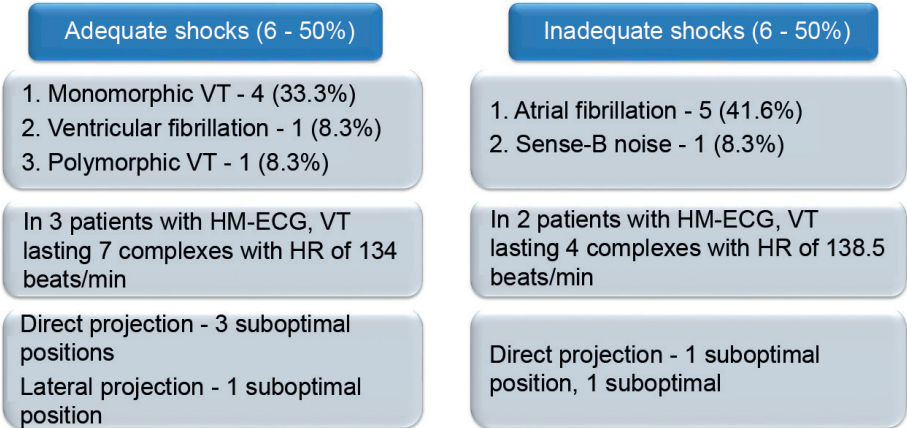 Adequate shocks (6 - 50%)
1. Monomorphic VT - 4 (33.3%)
2. Ventricular fibrillation - 1 (8.3%)
3. Polymorphic VT - 1 (8.3%)
In 3 patients with HM-ECG, VT
lasting 7 complexes with HR of 134
beats/min
Direct projection - 3 suboptimal
positions
Lateral projection - 1 suboptimal
position
Inadequate shocks (6 - 50%)
1. Atrial fibrillation - 5 (41.6%)
2. Sense-B noise - 1 (8.3%)
In 2 patients with HM-ECG, VT
lasting 4 complexes with HR of 138.5
beats/min
Direct projection - 1 suboptimal
position, 1 suboptimal